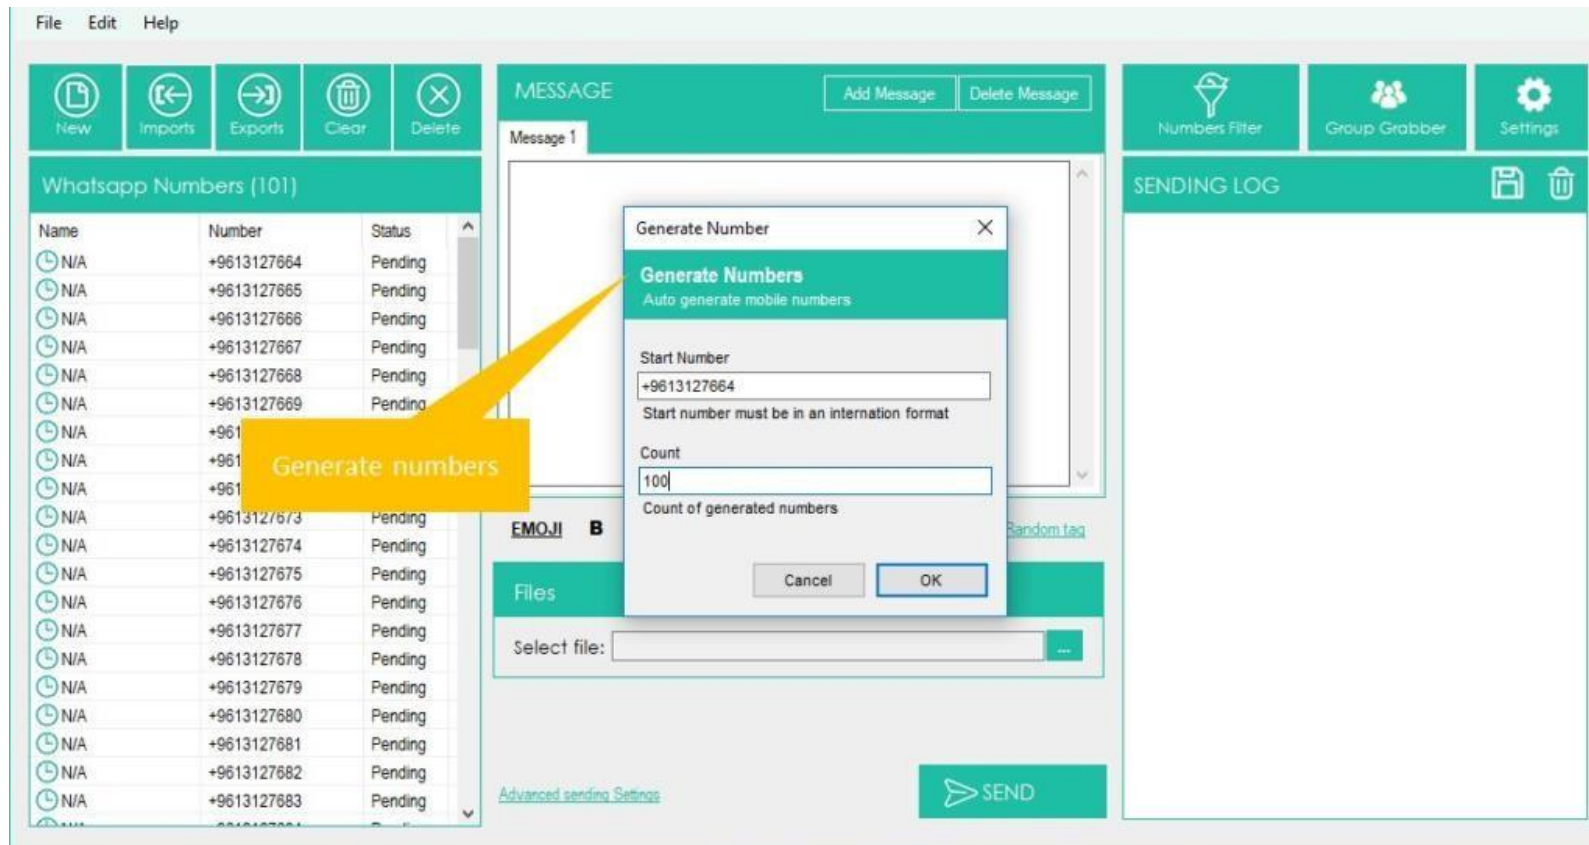 File Edit Help
New Imports Exports Clear Delete
MESSAGE Add Message Delete Message
Message 1
Numbers Filter Group Grabber Settings
Whatsapp Numbers (101)
SENDING LOG
Name Number Status
N/A +9613127664 Pending
N/A +9613127665 Pending
N/A +9613127666 Pending
N/A +9613127667 Pending
N/A +9613127668 Pending
N/A +9613127669 Pending
N/A +961
N/A +961
N/A +961
N/A +9613127673 Pending
N/A +9613127674 Pending
N/A +9613127675 Pending
N/A +9613127676 Pending
N/A +9613127677 Pending
N/A +9613127678 Pending
N/A +9613127679 Pending
N/A +9613127680 Pending
N/A +9613127681 Pending
N/A +9613127682 Pending
N/A +9613127683 Pending
Generate numbers
Generate Number
Generate Numbers
Auto generate mobile numbers
Start Number
+9613127664
Start number must be in an internation format
Count
100
Count of generated numbers
Cancel OK
EMOJI B Random tag
Files
Select file: ...
Advanced sending Settings
SEND